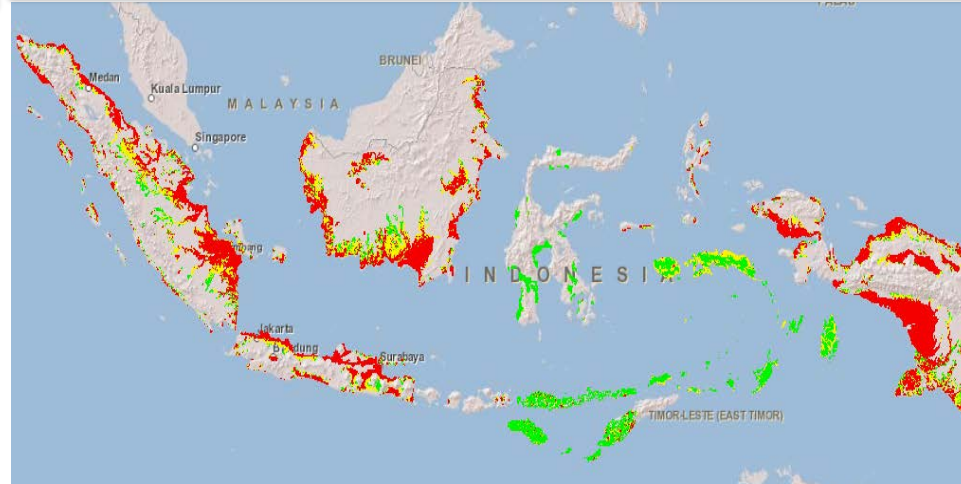 BRUNEI
Medan
Kuala Lumpur
MALAYSIA
Singapore
INDONESIA
Jakarta
Surabaya
TIMOR-LESTE (EAST TIMOR)